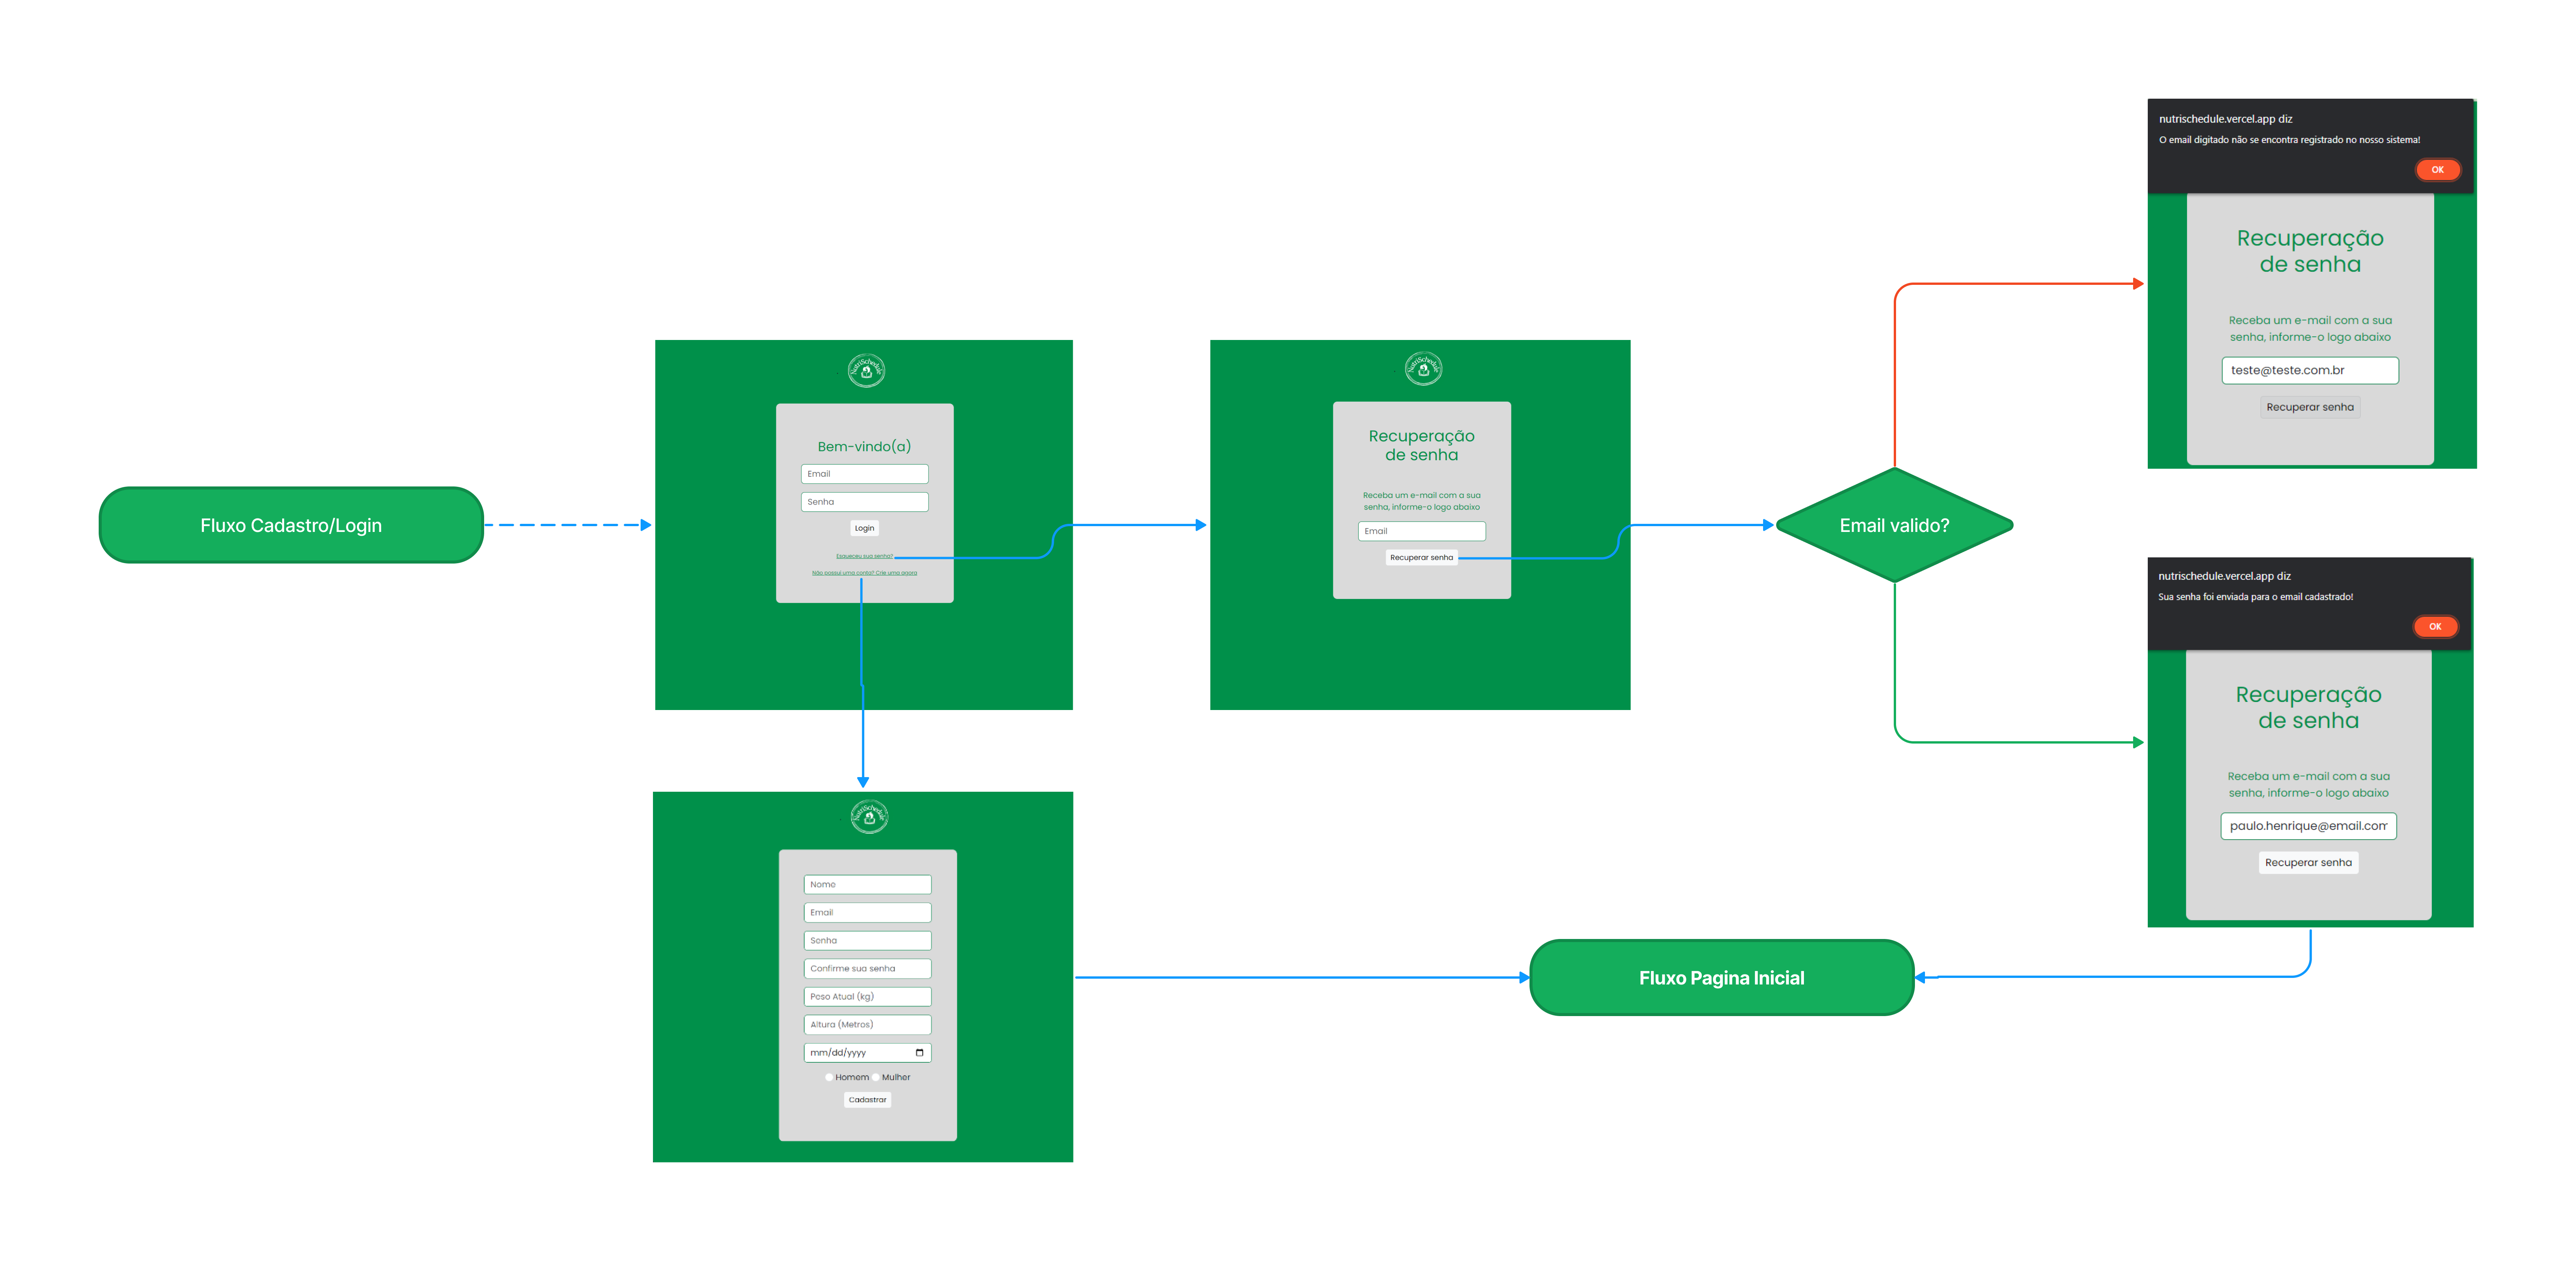 Fluxo Cadastro/Login
NutriSchedule
Bem-vindo(a)
Email
Senha
Login
Esqueceu sua senha?
Não possui uma conta? Crie uma agora
NutriSchedule
Recuperação
de senha
Receba um e-mail com a sua
senha, informe-o logo abaixo
Email
Recuperar senha
Email valido?
nutrischedule.vercel.app diz
O email digitado não se encontra registrado no nosso sistema!
OK
Recuperação
de senha
Receba um e-mail com a sua
senha, informe-o logo abaixo
teste@teste.com.br
Recuperar senha
nutrischedule.vercel.app diz
Sua senha foi enviada para o email cadastrado!
OK
Recuperação
de senha
Receba um e-mail com a sua
senha, informe-o logo abaixo
paulo.henrique@email.com
Recuperar senha
NutriSchedule
Nome
Email
Senha
Confirme sua senha
Peso Atual (kg)
Altura (Metros)
mm/dd/yyyy
Homem Mulher
Cadastrar
Fluxo Pagina Inicial